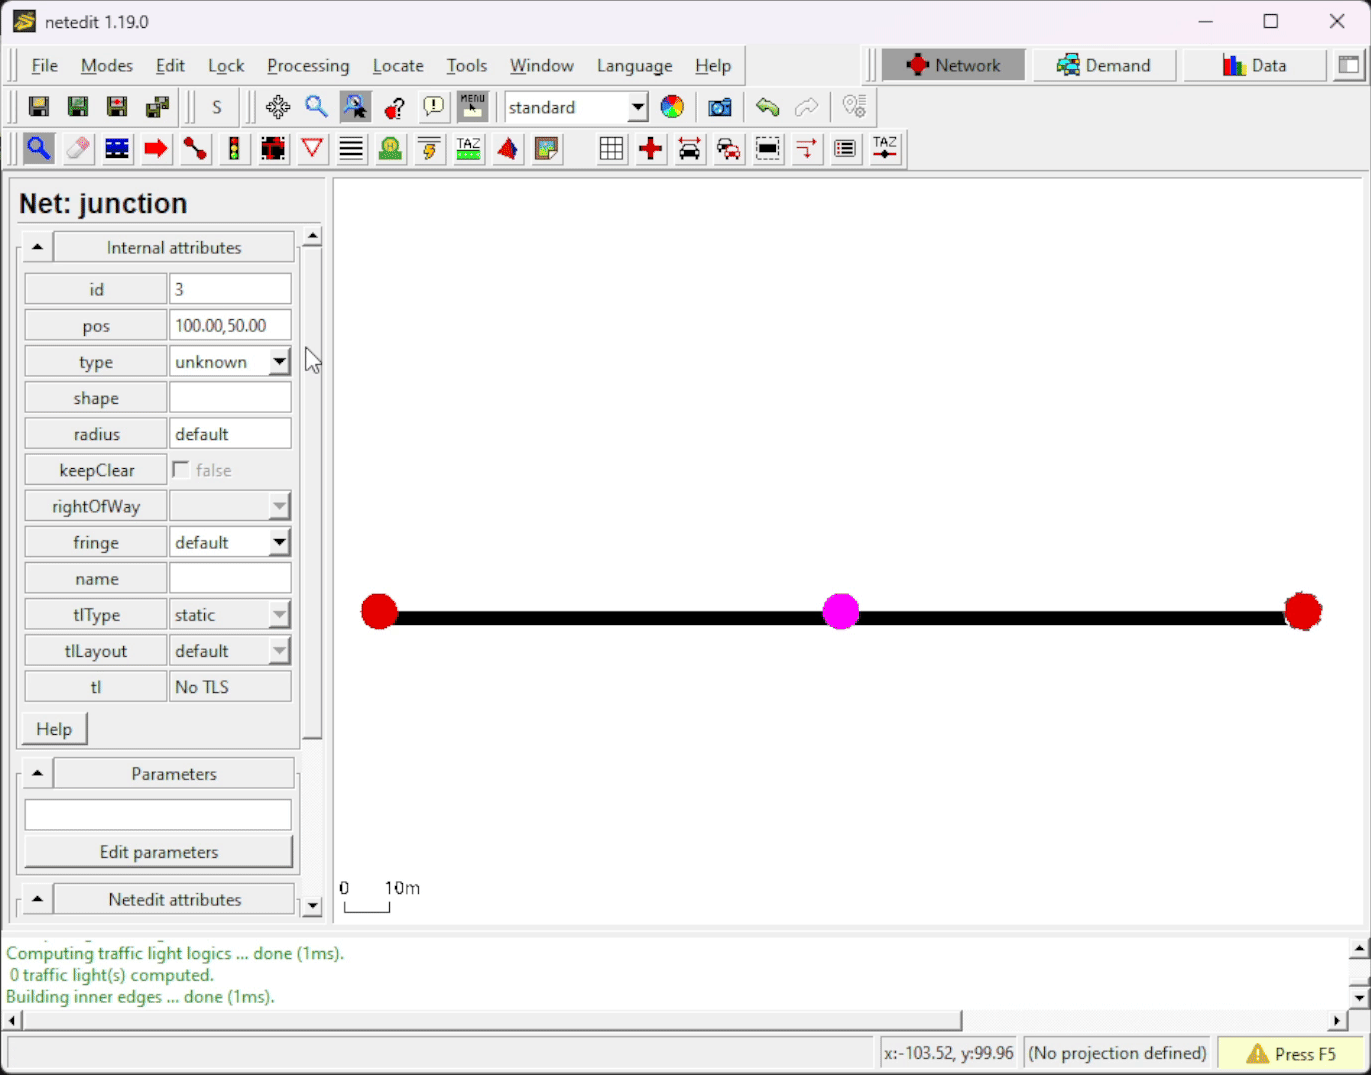 netedit 1.19.0
File Modes Edit Lock Processing Locate Tools Window Language Help
Network Demand Data
S MENU standard
TAZ TAZ
Net: junction
Internal attributes
id 3
pos 100.00,50.00
type unknown
shape
radius default
keepClear false
rightOfWay
fringe default
name
tlType static
tlLayout default
tl No TLS
Help
Parameters
Edit parameters
Netedit attributes
0 10m
Computing traffic light logics ... done (1ms).
0 traffic light(s) computed.
Building inner edges ... done (1ms).
x:-103.52, y:99.96 (No projection defined) Press F5